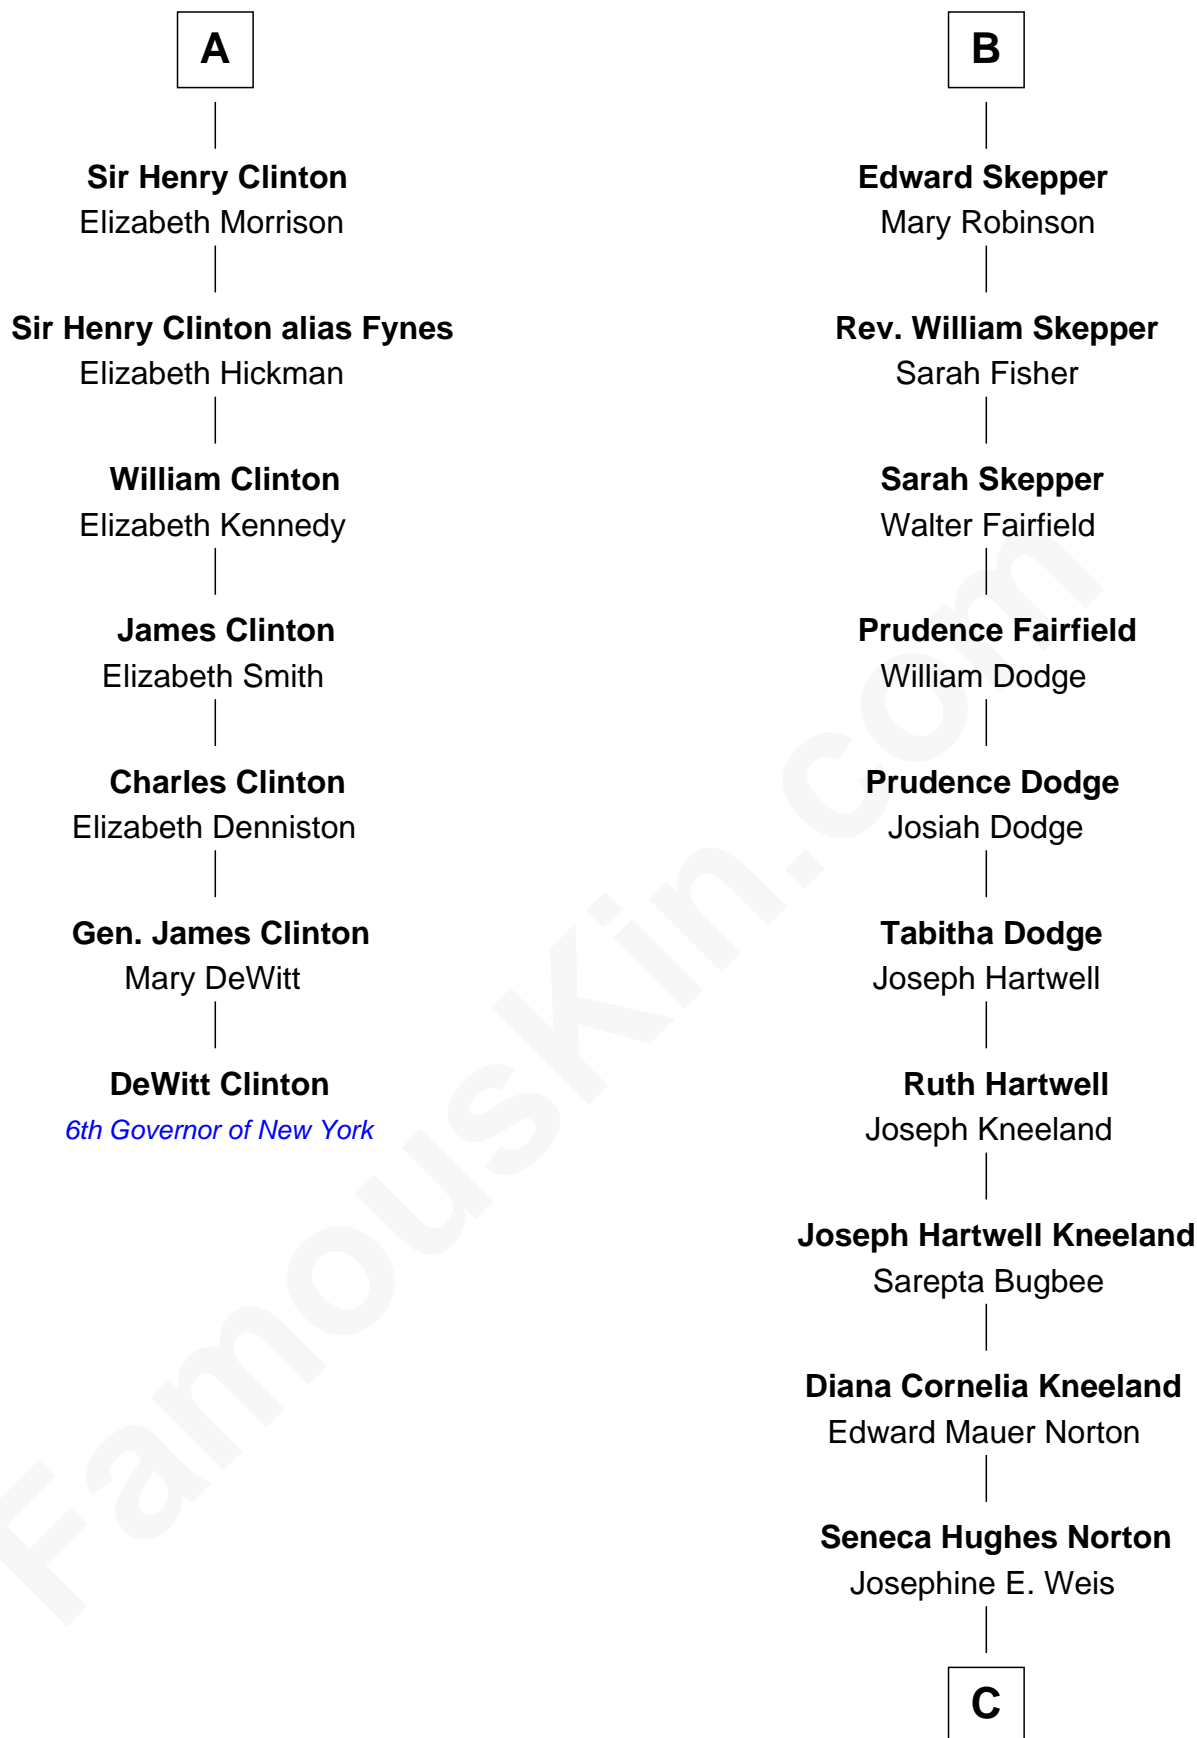 A
Sir Henry Clinton
Elizabeth Morrison
Sir Henry Clinton alias Fynes
Elizabeth Hickman
William Clinton
Elizabeth Kennedy
James Clinton
Elizabeth Smith
Charles Clinton
Elizabeth Denniston
Gen. James Clinton
Mary DeWitt
DeWitt Clinton
6th Governor of New York
B
Edward Skepper
Mary Robinson
Rev. William Skepper
Sarah Fisher
Sarah Skepper
Walter Fairfield
Prudence Fairfield
William Dodge
Prudence Dodge
Josiah Dodge
Tabitha Dodge
Joseph Hartwell
Ruth Hartwell
Joseph Kneeland
Joseph Hartwell Kneeland
Sarepta Bugbee
Diana Cornelia Kneeland
Edward Mauer Norton
Seneca Hughes Norton
Josephine E. Weis
C
FamousKin.com